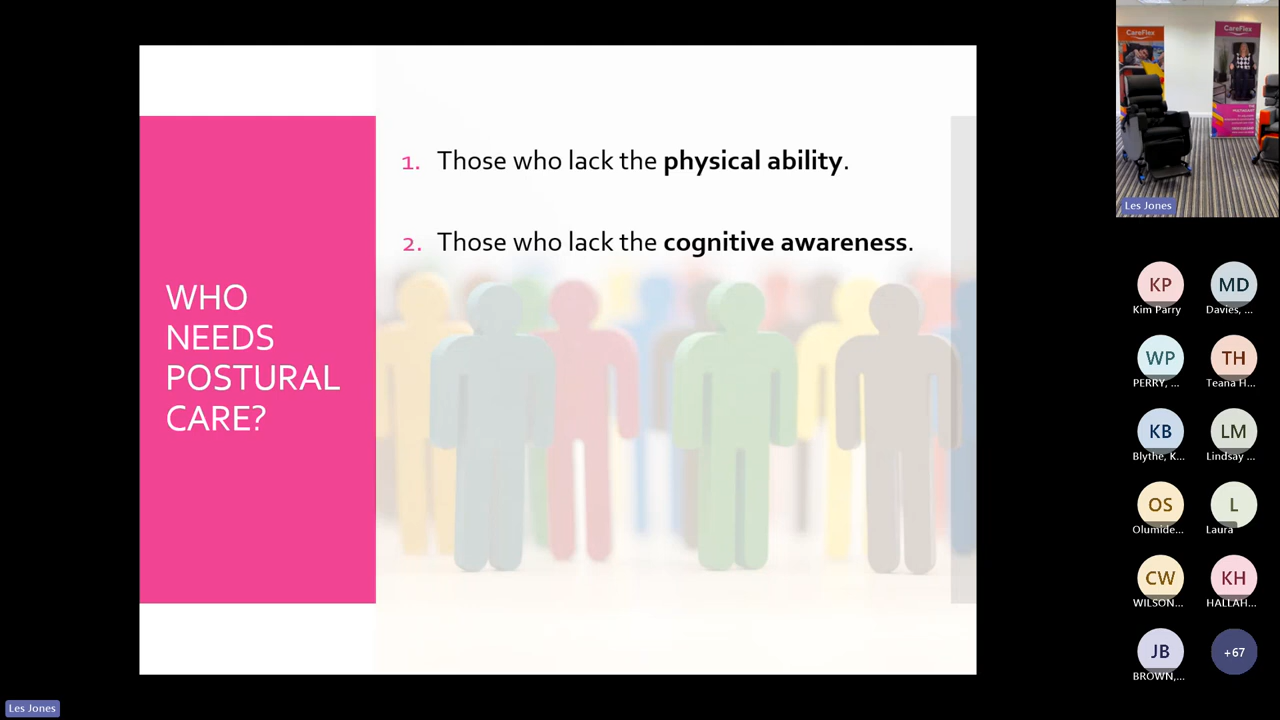 WHO
NEEDS
POSTURAL
CARE?
1. Those who lack the physical ability.
2. Those who lack the cognitive awareness.
CareFlex
CareFlex
Les Jones
KP
Kim Parry
MD
Davies, ...
WP
PERRY, ...
TH
Teana H...
KB
Blythe, K...
LM
Lindsay ...
OS
Olumide...
L
Laura
CW
WILSON...
KH
HALLAH...
JB
BROWN,...
+67
Les Jones